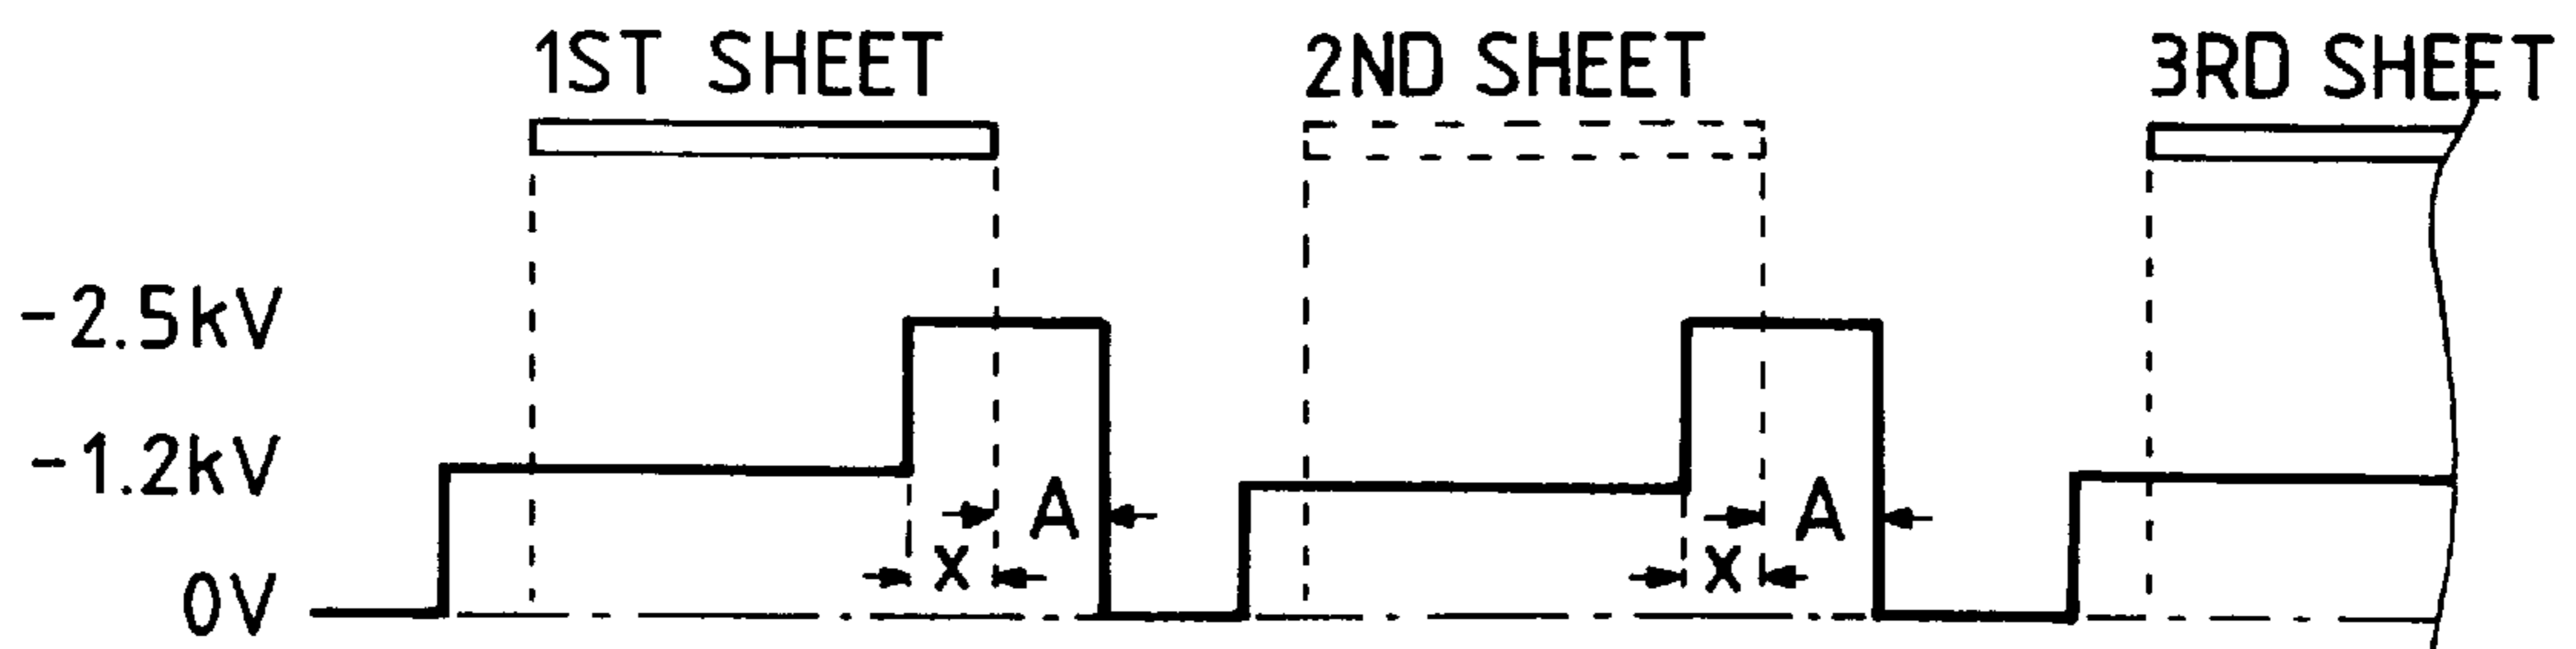 1ST SHEET 2ND SHEET 3RD SHEET
-2.5kV
-1.2kV
A A
X X
0V